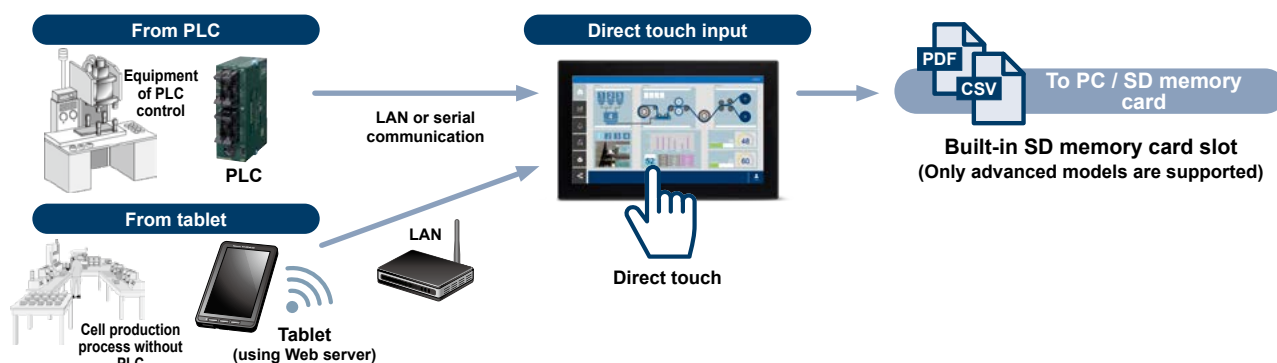 From PLC
Equipment
of PLC
control
PLC
LAN or serial
communication
From tablet
Cell production
process without
PLC
Tablet
(using Web server)
LAN
Direct touch input
52
48
60
Direct touch
PDF
CSV
To PC / SD memory
card
Built-in SD memory card slot
(Only advanced models are supported)